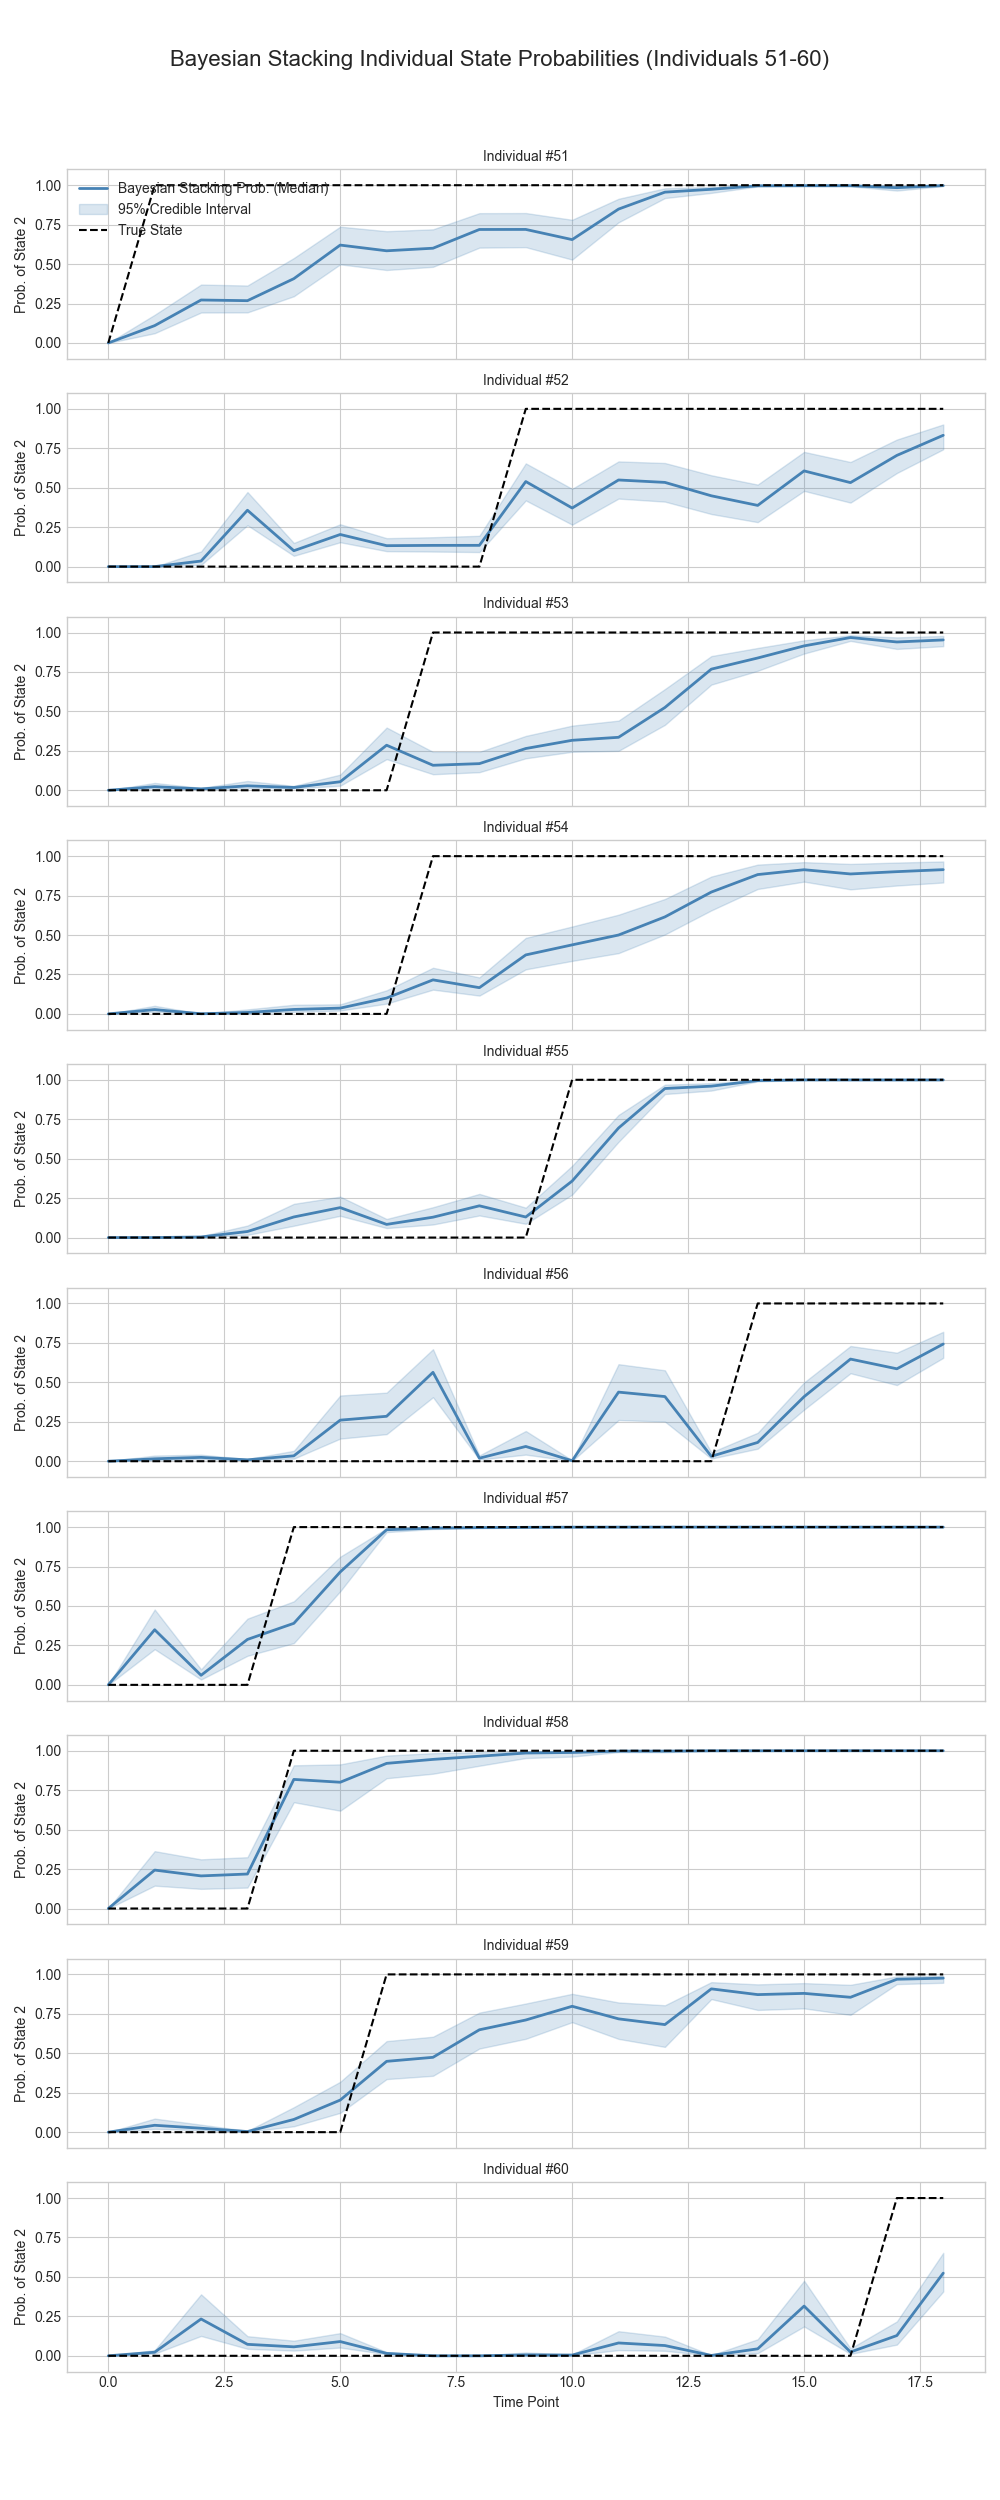 Bayesian Stacking Individual State Probabilities (Individuals 51-60)
Individual #51
Prob. of State 2
1.00
0.75
0.50
0.25
0.00
Bayesian Stacking Prob. (Median)
95% Credible Interval
True State
Individual #52
Prob. of State 2
1.00
0.75
0.50
0.25
0.00
Individual #53
Prob. of State 2
1.00
0.75
0.50
0.25
0.00
Individual #54
Prob. of State 2
1.00
0.75
0.50
0.25
0.00
Individual #55
Prob. of State 2
1.00
0.75
0.50
0.25
0.00
Individual #56
Prob. of State 2
1.00
0.75
0.50
0.25
0.00
Individual #57
Prob. of State 2
1.00
0.75
0.50
0.25
0.00
Individual #58
Prob. of State 2
1.00
0.75
0.50
0.25
0.00
Individual #59
Prob. of State 2
1.00
0.75
0.50
0.25
0.00
Individual #60
Prob. of State 2
1.00
0.75
0.50
0.25
0.00
0.0 2.5 5.0 7.5 10.0 12.5 15.0 17.5
Time Point